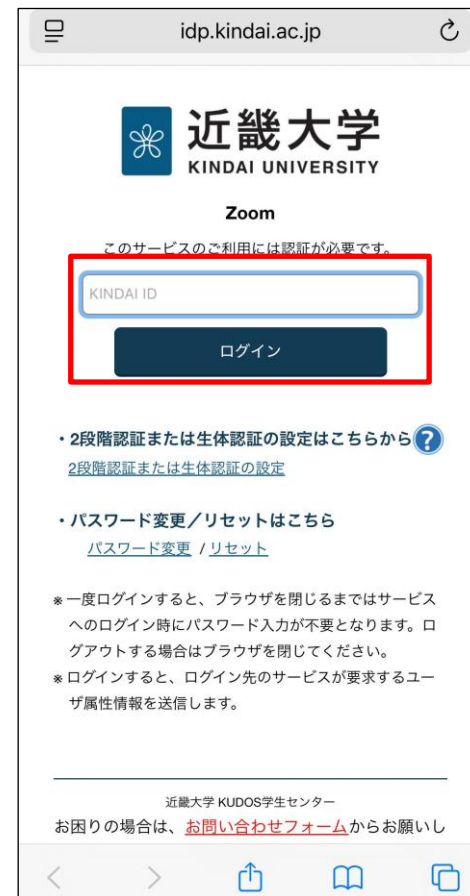 idp.kindai.ac.jp
近畿大学
KINDAI UNIVERSITY
Zoom
このサービスのご利用には認証が必要です。
KINDAI ID
ログイン
・2段階認証または生体認証の設定はこちらから?
2段階認証または生体認証の設定
・パスワード変更／リセットはこちら
パスワード変更 / リセット
※一度ログインすると、ブラウザを閉じるまではサービス
へのログイン時にパスワード入力が不要となります。ロ
グアウトする場合はブラウザを閉じてください。
※ログインすると、ログイン先のサービスが要求するユー
ザ属性情報を送信します。
近畿大学 KUDOS学生センター
お困りの場合は、お問い合わせフォームからお願いし